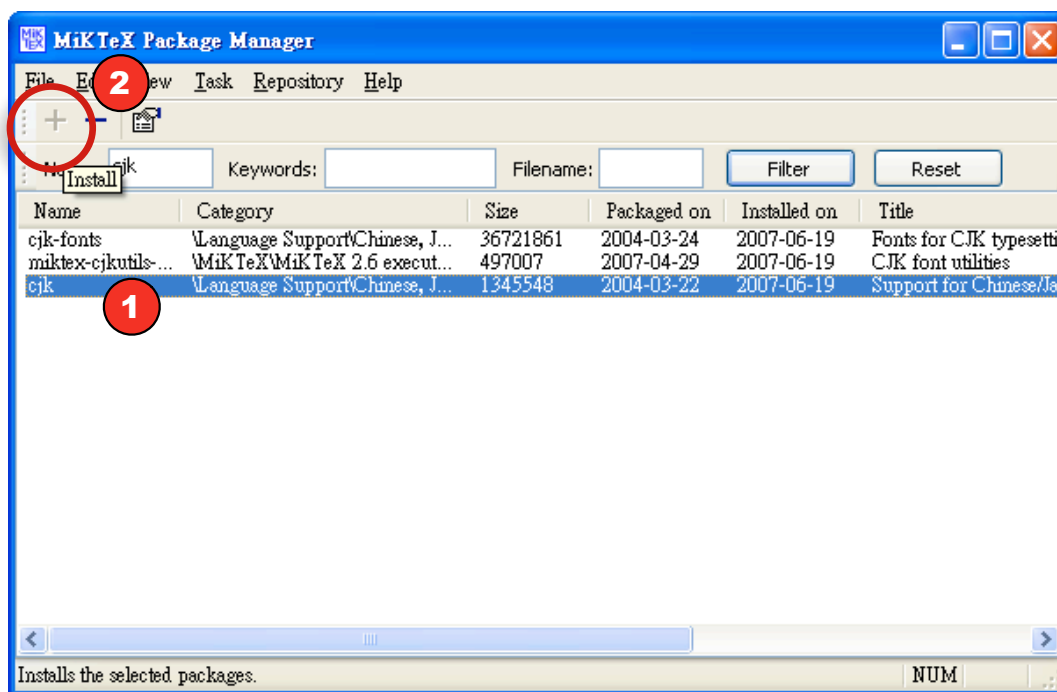 MiKTeX Package Manager
File Ed ew Task Repository Help
2
cjk Keywords: Filename: Filter Reset
Install
Name Category Size Packaged on Installed on Title
cjk-fonts \Language Support\Chinese, J... 36721861 2004-03-24 2007-06-19 Fonts for CJK typesetti
miktex-cjkutils-... \MiKTeX\MiKTeX 2.6 execut... 497007 2007-04-29 2007-06-19 CJK font utilities
cjk \Language Support\Chinese, J... 1345548 2004-03-22 2007-06-19 Support for Chinese/Ja
1
Installs the selected packages. NUM